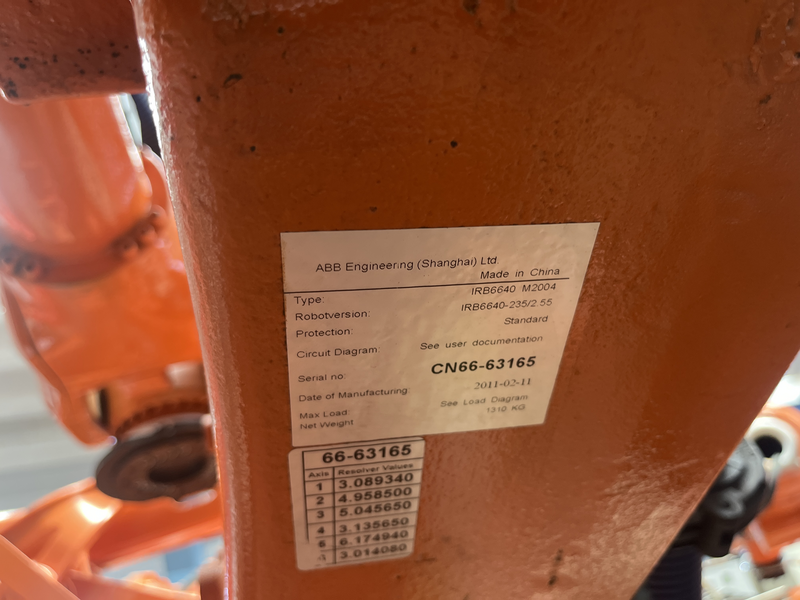 ABB Engineering (Shanghai) Ltd.
Made in China
Type: IRB6640 M2004
Robotversion: IRB6640-235/2.55
Protection: Standard
Circuit Diagram: See user documentation
Serial no: CN66-63165
Date of Manufacturing: 2011-02-11
Max Load: See Load Diagram
Net Weight 1310 KG
66-63165
Axis Resolver Values
1 3.089340
2 4.958500
3 5.045650
4 3.135650
6.174940
3.014080